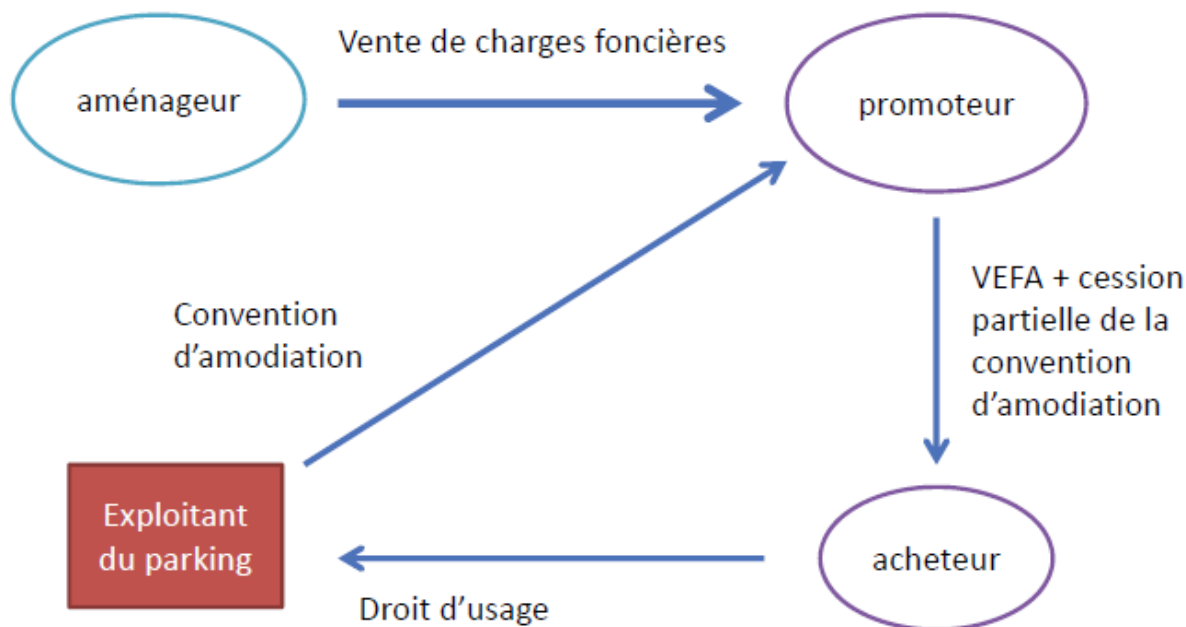 Vente de charges foncières
aménageur
promoteur
VEFA + cession
partielle de la
convention
d’amodiation
Convention
d’amodiation
Exploitant
du parking
acheteur
Droit d’usage